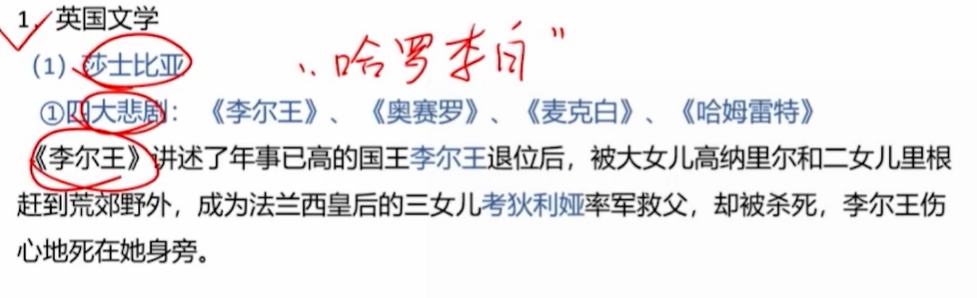 1、英国文学
(1) 莎士比亚
“哈罗李白”
①四大悲剧：《李尔王》、《奥赛罗》、《麦克白》、《哈姆雷特》
《李尔王》讲述了年事已高的国王李尔王退位后，被大女儿高纳里尔和二女儿里根
赶到荒郊野外，成为法兰西皇后的三女儿考狄利娅率军救父，却被杀死，李尔王伤
心地死在她身旁。